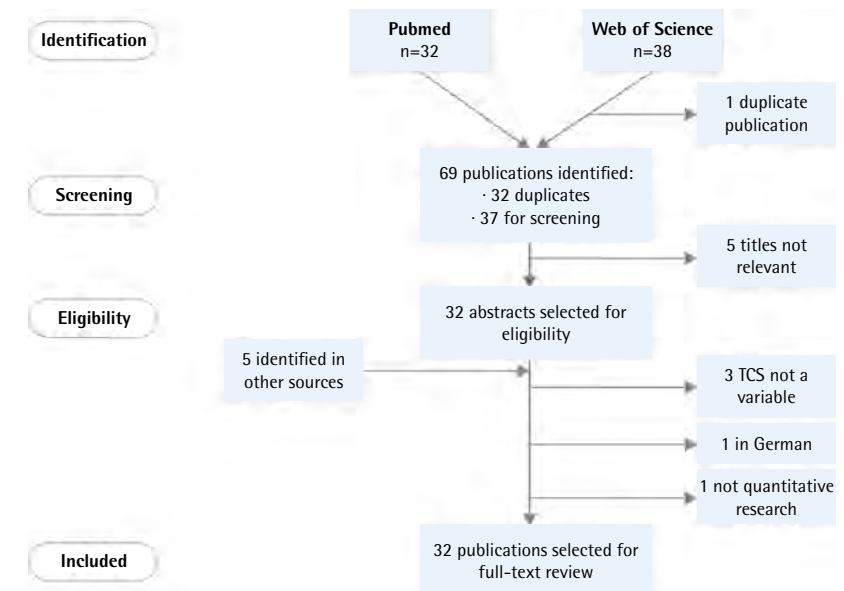 Identification
Pubmed
n=32
Web of Science
n=38
1 duplicate
publication
Screening
69 publications identified:
· 32 duplicates
· 37 for screening
5 titles not
relevant
Eligibility
32 abstracts selected for
eligibility
5 identified in
other sources
3 TCS not a
variable
1 in German
1 not quantitative
research
Included
32 publications selected for
full-text review